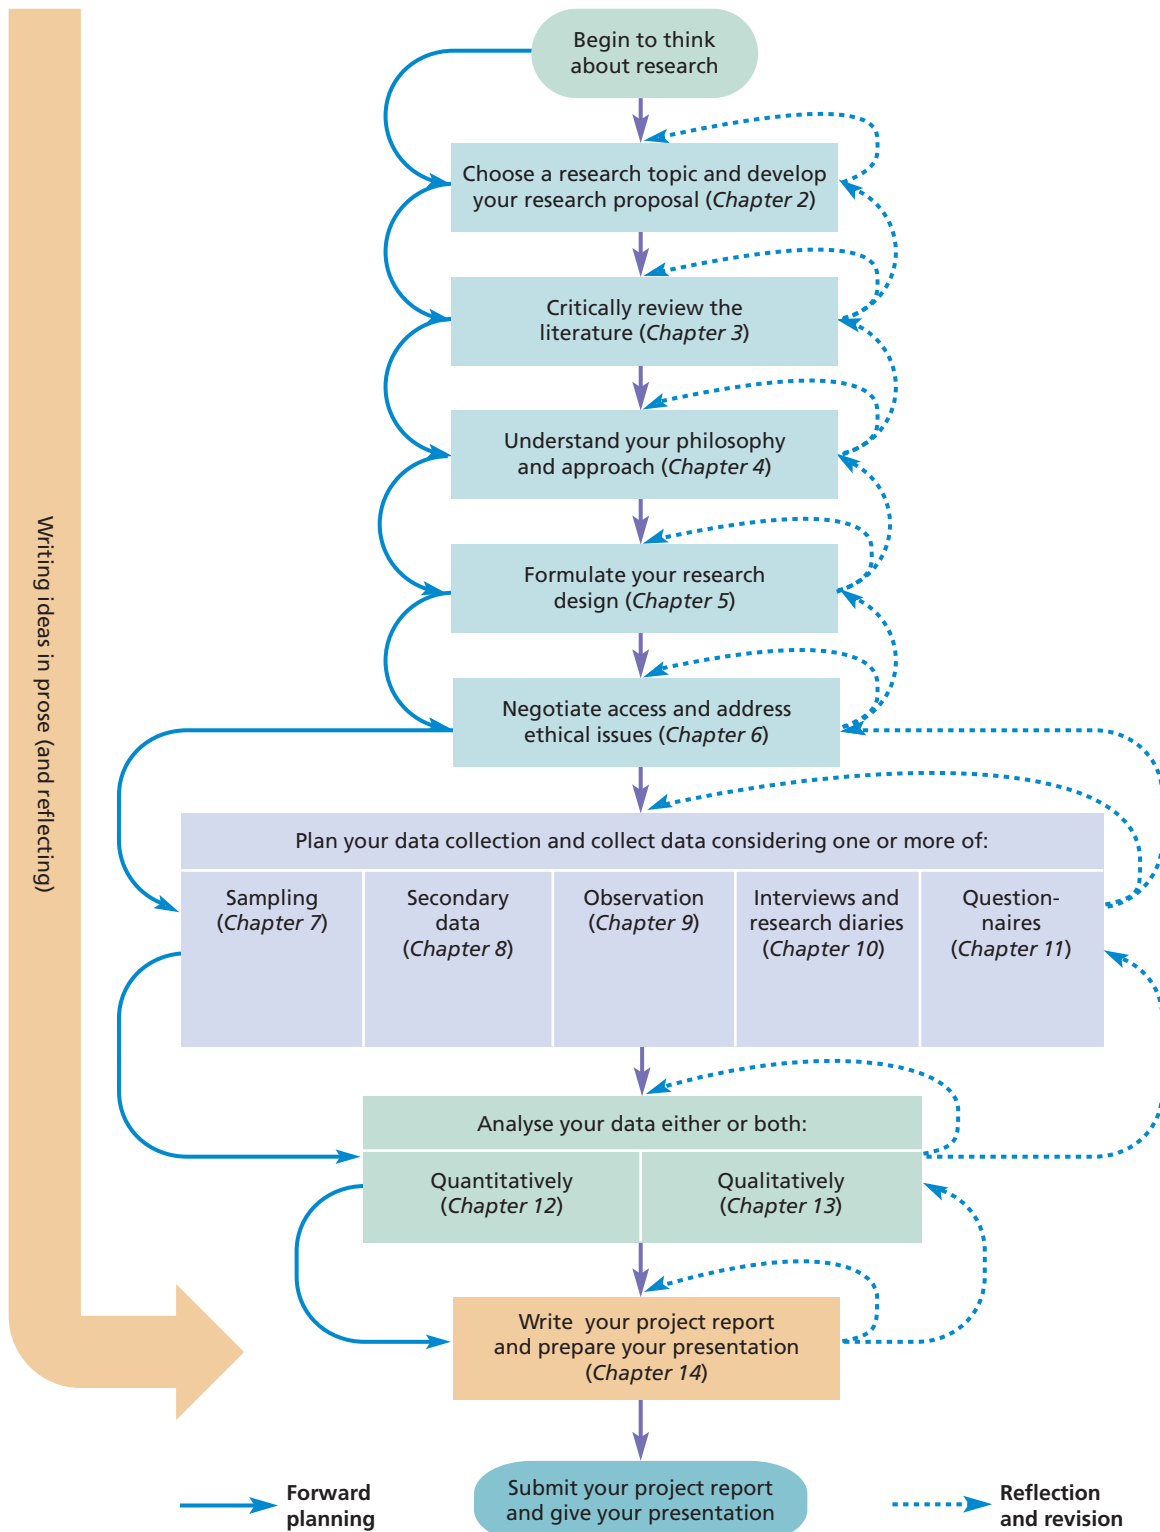 Begin to think
about research
Choose a research topic and develop
your research proposal (Chapter 2)
Critically review the
literature (Chapter 3)
Understand your philosophy
and approach (Chapter 4)
Formulate your research
design (Chapter 5)
Negotiate access and address
ethical issues (Chapter 6)
Writing ideas in prose (and reflecting)
Plan your data collection and collect data considering one or more of:
Sampling
(Chapter 7)
Secondary
data
(Chapter 8)
Observation
(Chapter 9)
Interviews and
research diaries
(Chapter 10)
Question-
naires
(Chapter 11)
Analyse your data either or both:
Quantitatively
(Chapter 12)
Qualitatively
(Chapter 13)
Write your project report
and prepare your presentation
(Chapter 14)
Submit your project report
and give your presentation
Forward
planning
Reflection
and revision